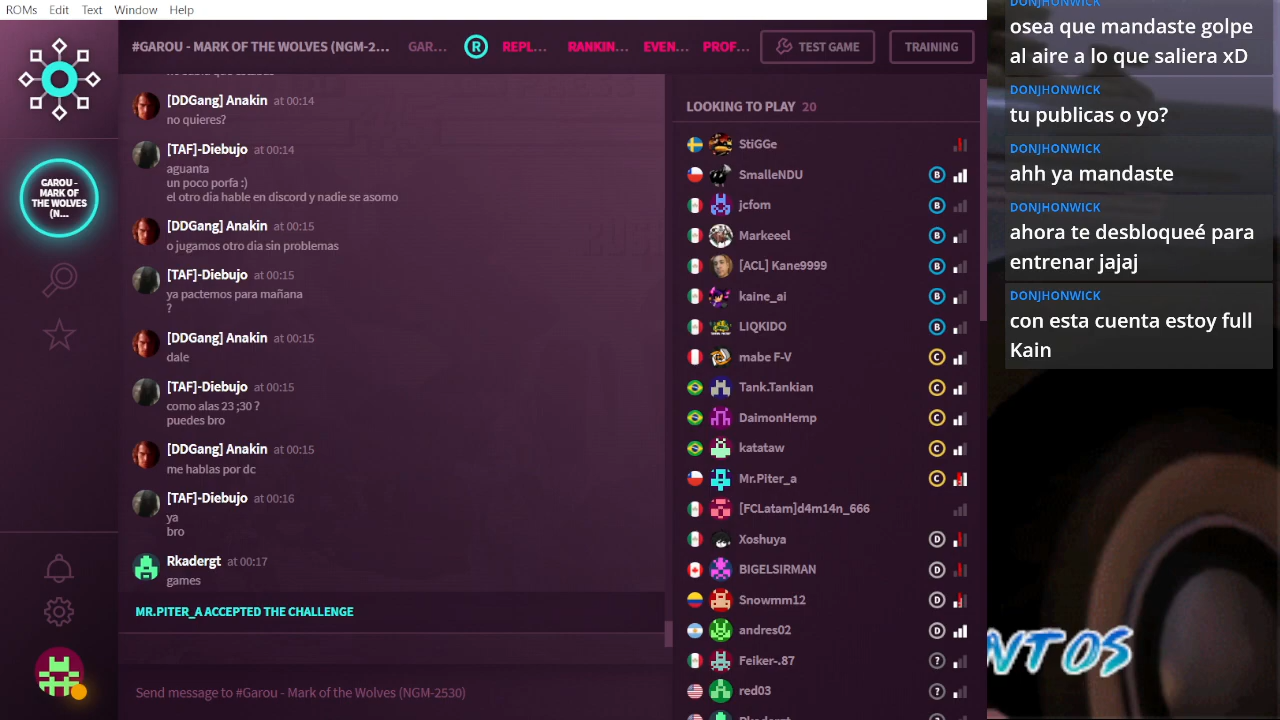 ROMs Edit Text Window Help
#GAROU - MARK OF THE WOLVES (NGM-2... GAR... R REPL... RANKIN... EVEN... PROF... TEST GAME TRAINING
GAROU -
MARK OF
THE WOLVES
(N...
[DDGang] Anakin at 00:14
no quieres?
[TAF]-Diebujo at 00:14
aguanta
un poco porfa :)
el otro dia hable en discord y nadie se asomo
[DDGang] Anakin at 00:15
o jugamos otro dia sin problemas
[TAF]-Diebujo at 00:15
ya pactemos para mañana
?
[DDGang] Anakin at 00:15
dale
[TAF]-Diebujo at 00:15
como alas 23 ;30 ?
puedes bro
[DDGang] Anakin at 00:15
me hablas por dc
[TAF]-Diebujo at 00:16
ya
bro
Rkadergt at 00:17
games
MR.PITER_A ACCEPTED THE CHALLENGE
Send message to #Garou - Mark of the Wolves (NGM-2530)
LOOKING TO PLAY 20
StiGGe
SmalleNDU B
jcfom B
Markeeel B
[ACL] Kane9999 B
kaine_ai B
LIQKIDO B
mabe F-V C
Tank.Tankian C
DaimonHemp C
katataw C
Mr.Piter_a C
[FCLatam]d4m14n_666
Xoshuya D
BIGELSIRMAN D
Snowmm12 D
andres02 D
Feiker-.87 ?
red03 ?
DONJHONWICK
osea que mandaste golpe
al aire a lo que saliera xD
DONJHONWICK
tu publicas o yo?
DONJHONWICK
ahh ya mandaste
DONJHONWICK
ahora te desbloqueé para
entrenar jajaj
DONJHONWICK
con esta cuenta estoy full
Kain
NTOS